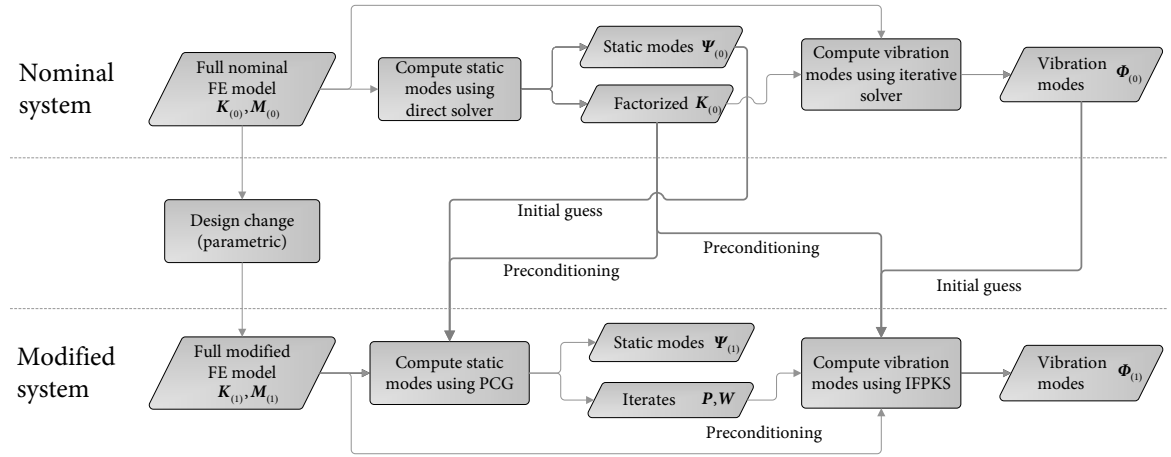 Nominal
system
Full nominal
FE model
K(0), M(0)
Compute static
modes using
direct solver
Static modes Ψ(0)
Factorized K(0)
Compute vibration
modes using iterative
solver
Vibration
modes Φ(0)
Design change
(parametric)
Initial guess
Preconditioning
Preconditioning
Initial guess
Modified
system
Full modified
FE model
K(1), M(1)
Compute static
modes using PCG
Static modes Ψ(1)
Iterates P,W
Preconditioning
Compute vibration
modes using IFPKS
Vibration
modes Φ(1)